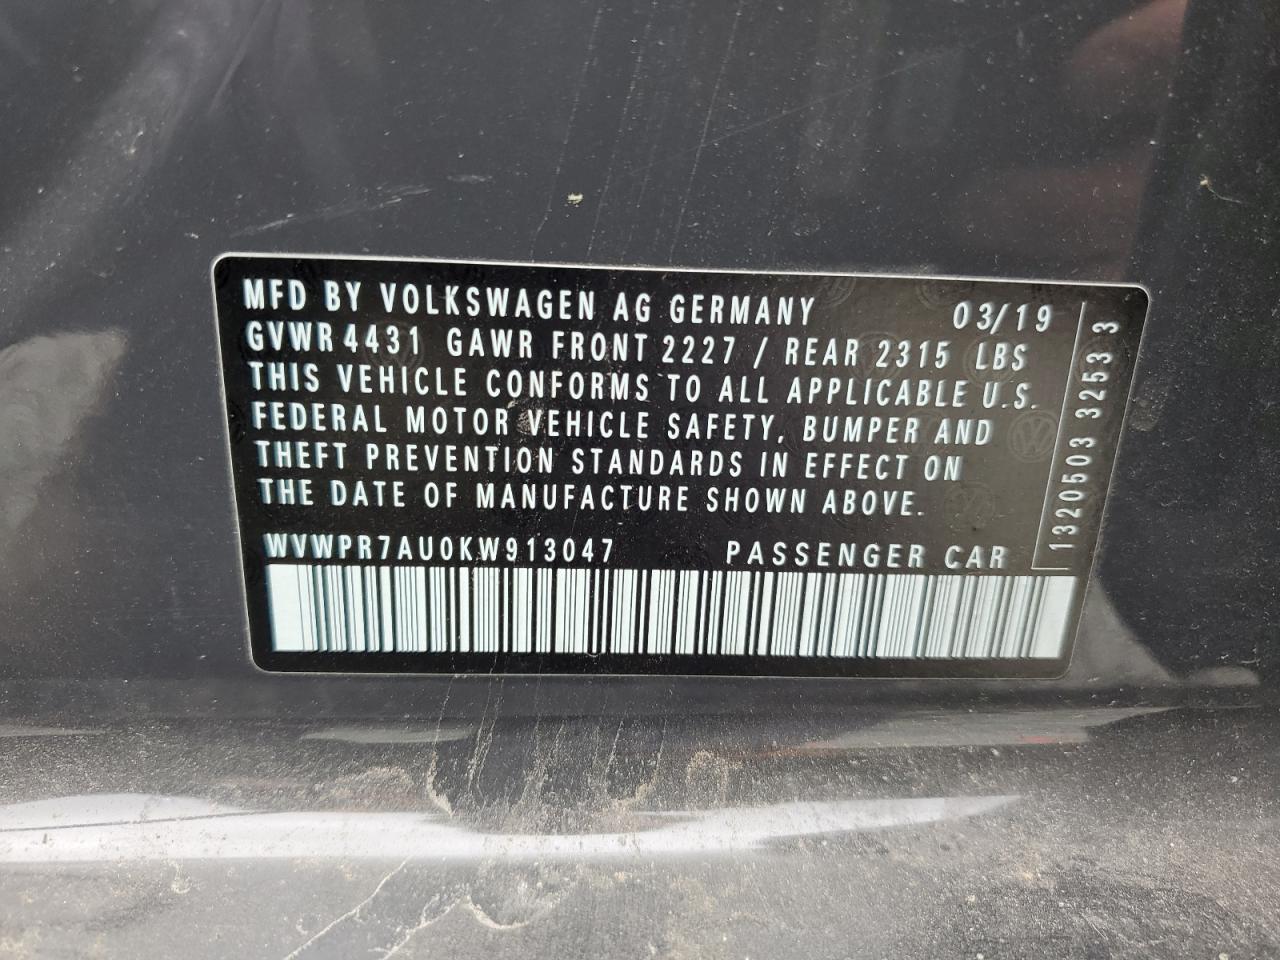 MFD BY VOLKSWAGEN AG GERMANY 03/19
GVWR 4431 GAWR FRONT 2227 / REAR 2315 LBS
THIS VEHICLE CONFORMS TO ALL APPLICABLE U.S.
FEDERAL MOTOR VEHICLE SAFETY, BUMPER AND
THEFT PREVENTION STANDARDS IN EFFECT ON
THE DATE OF MANUFACTURE SHOWN ABOVE.
WVWPR7AU0KW913047 PASSENGER CAR
1320503 3253 3